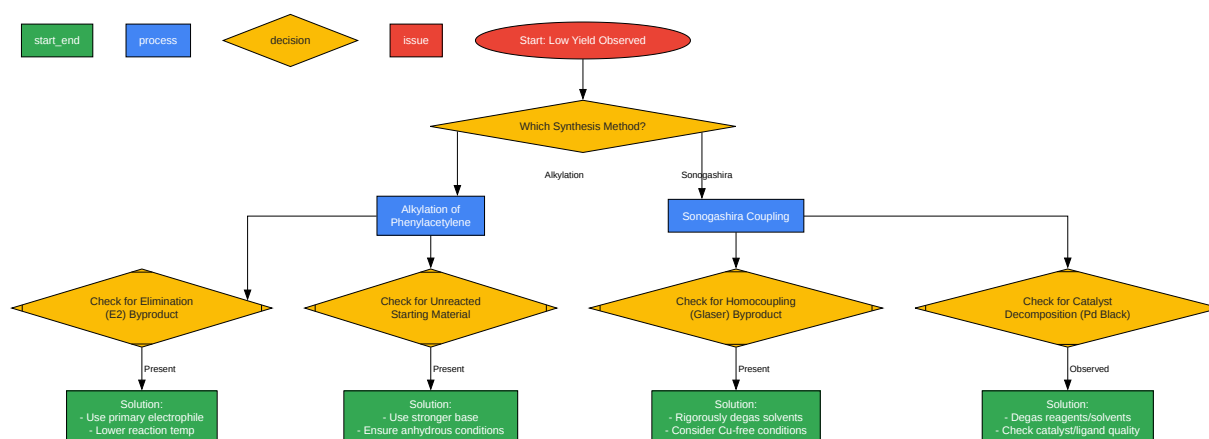 start_end
process
decision
issue
Start: Low Yield Observed
Which Synthesis Method?
Alkylation
Sonogashira
Alkylation of
Phenylacetylene
Sonogashira Coupling
Check for Elimination
(E2) Byproduct
Check for Unreacted
Starting Material
Check for Homocoupling
(Glaser) Byproduct
Check for Catalyst
Decomposition (Pd Black)
Present
Present
Present
Observed
Solution:
- Use primary electrophile
- Lower reaction temp
Solution:
- Use stronger base
- Ensure anhydrous conditions
Solution:
- Rigorously degas solvents
- Consider Cu-free conditions
Solution:
- Degas reagents/solvents
- Check catalyst/ligand quality